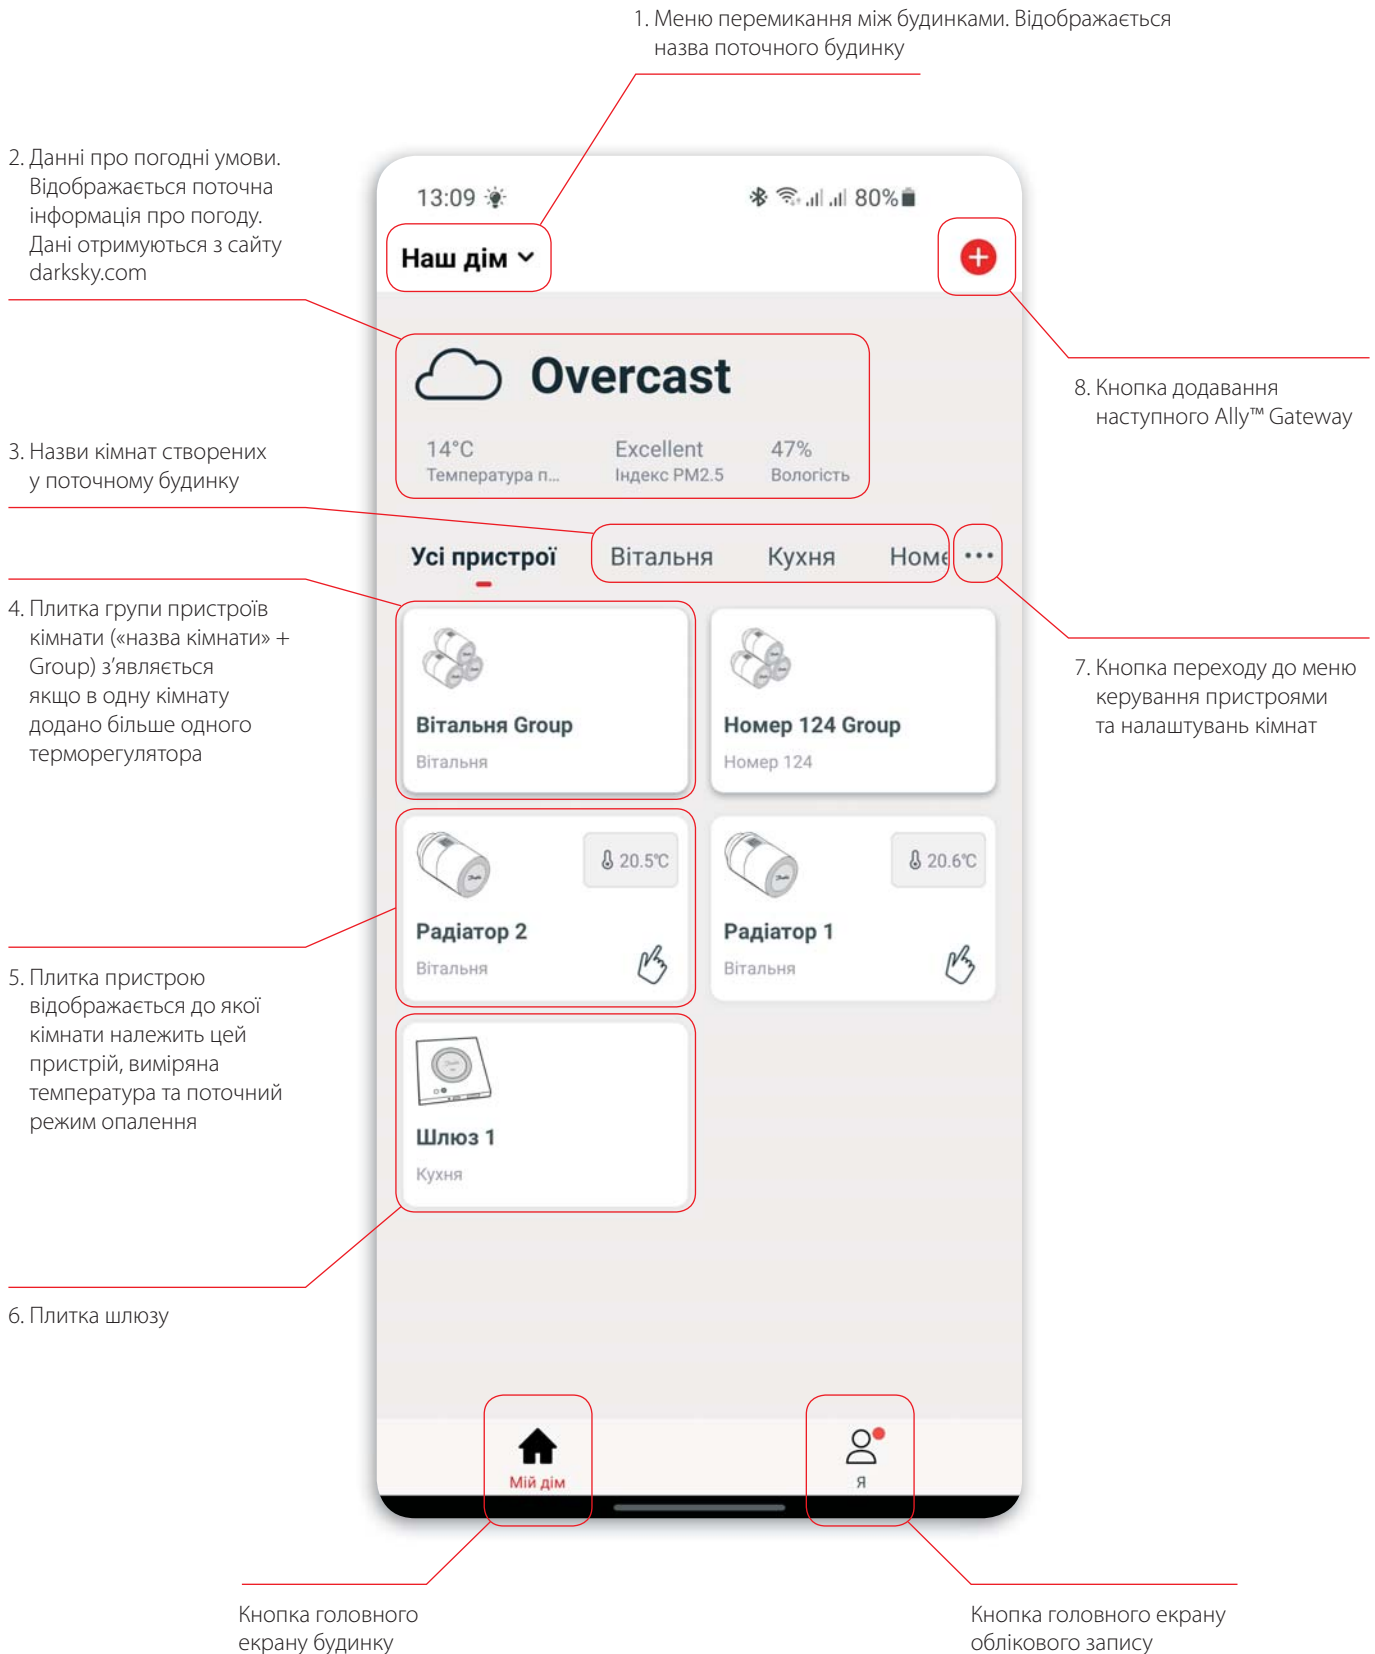 1. Меню перемикання між будинками. Відображається
назва поточного будинку
2. Данні про погодні умови.
Відображається поточна
інформація про погоду.
Дані отримуються з сайту
darksky.com
3. Назви кімнат створених
у поточному будинку
4. Плитка групи пристроїв
кімнати («назва кімнати» +
Group) з’являється
якщо в одну кімнату
додано більше одного
терморегулятора
5. Плитка пристрою
відображається до якої
кімнати належить цей
пристрій, виміряна
температура та поточний
режим опалення
6. Плитка шлюзу
13:09 80%
Наш дім
Overcast
14°C Excellent 47%
Температура п... Індекс PM2.5 Вологість
Усі пристрої Вітальня Кухня Номе
Вітальня Group Номер 124 Group
Вітальня Номер 124
20.5°C 20.6°C
Радіатор 2 Радіатор 1
Вітальня Вітальня
Шлюз 1
Кухня
Мій дім Я
8. Кнопка додавання
наступного Ally™ Gateway
7. Кнопка переходу до меню
керування пристроями
та налаштувань кімнат
Кнопка головного
екрану будинку
Кнопка головного екрану
облікового запису